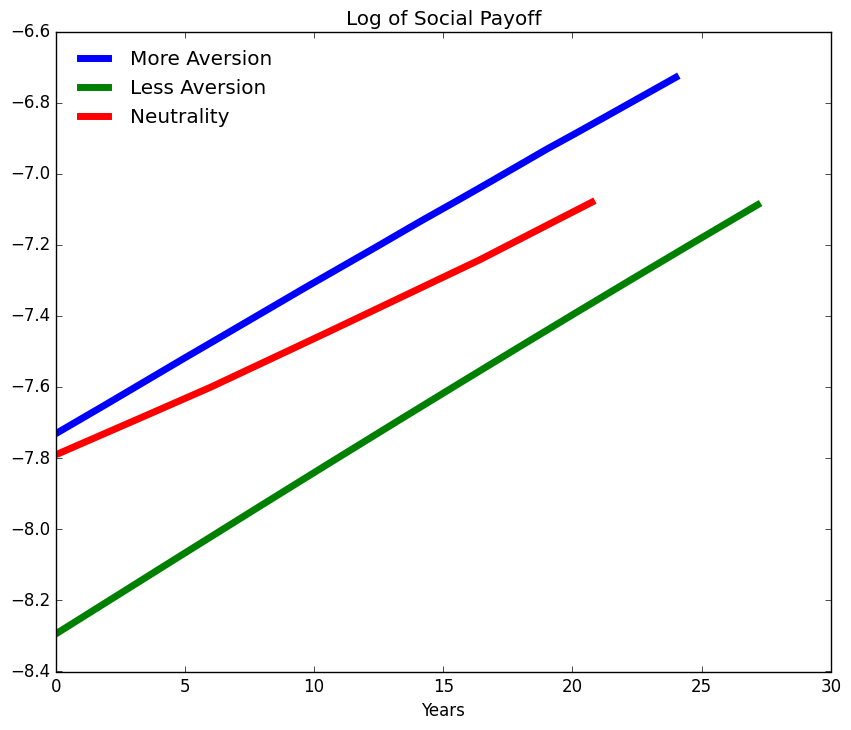 Log of Social Payoff
−6.6
−6.8
−7.0
−7.2
−7.4
−7.6
−7.8
−8.0
−8.2
−8.4
More Aversion
Less Aversion
Neutrality
0 5 10 15 20 25 30
Years